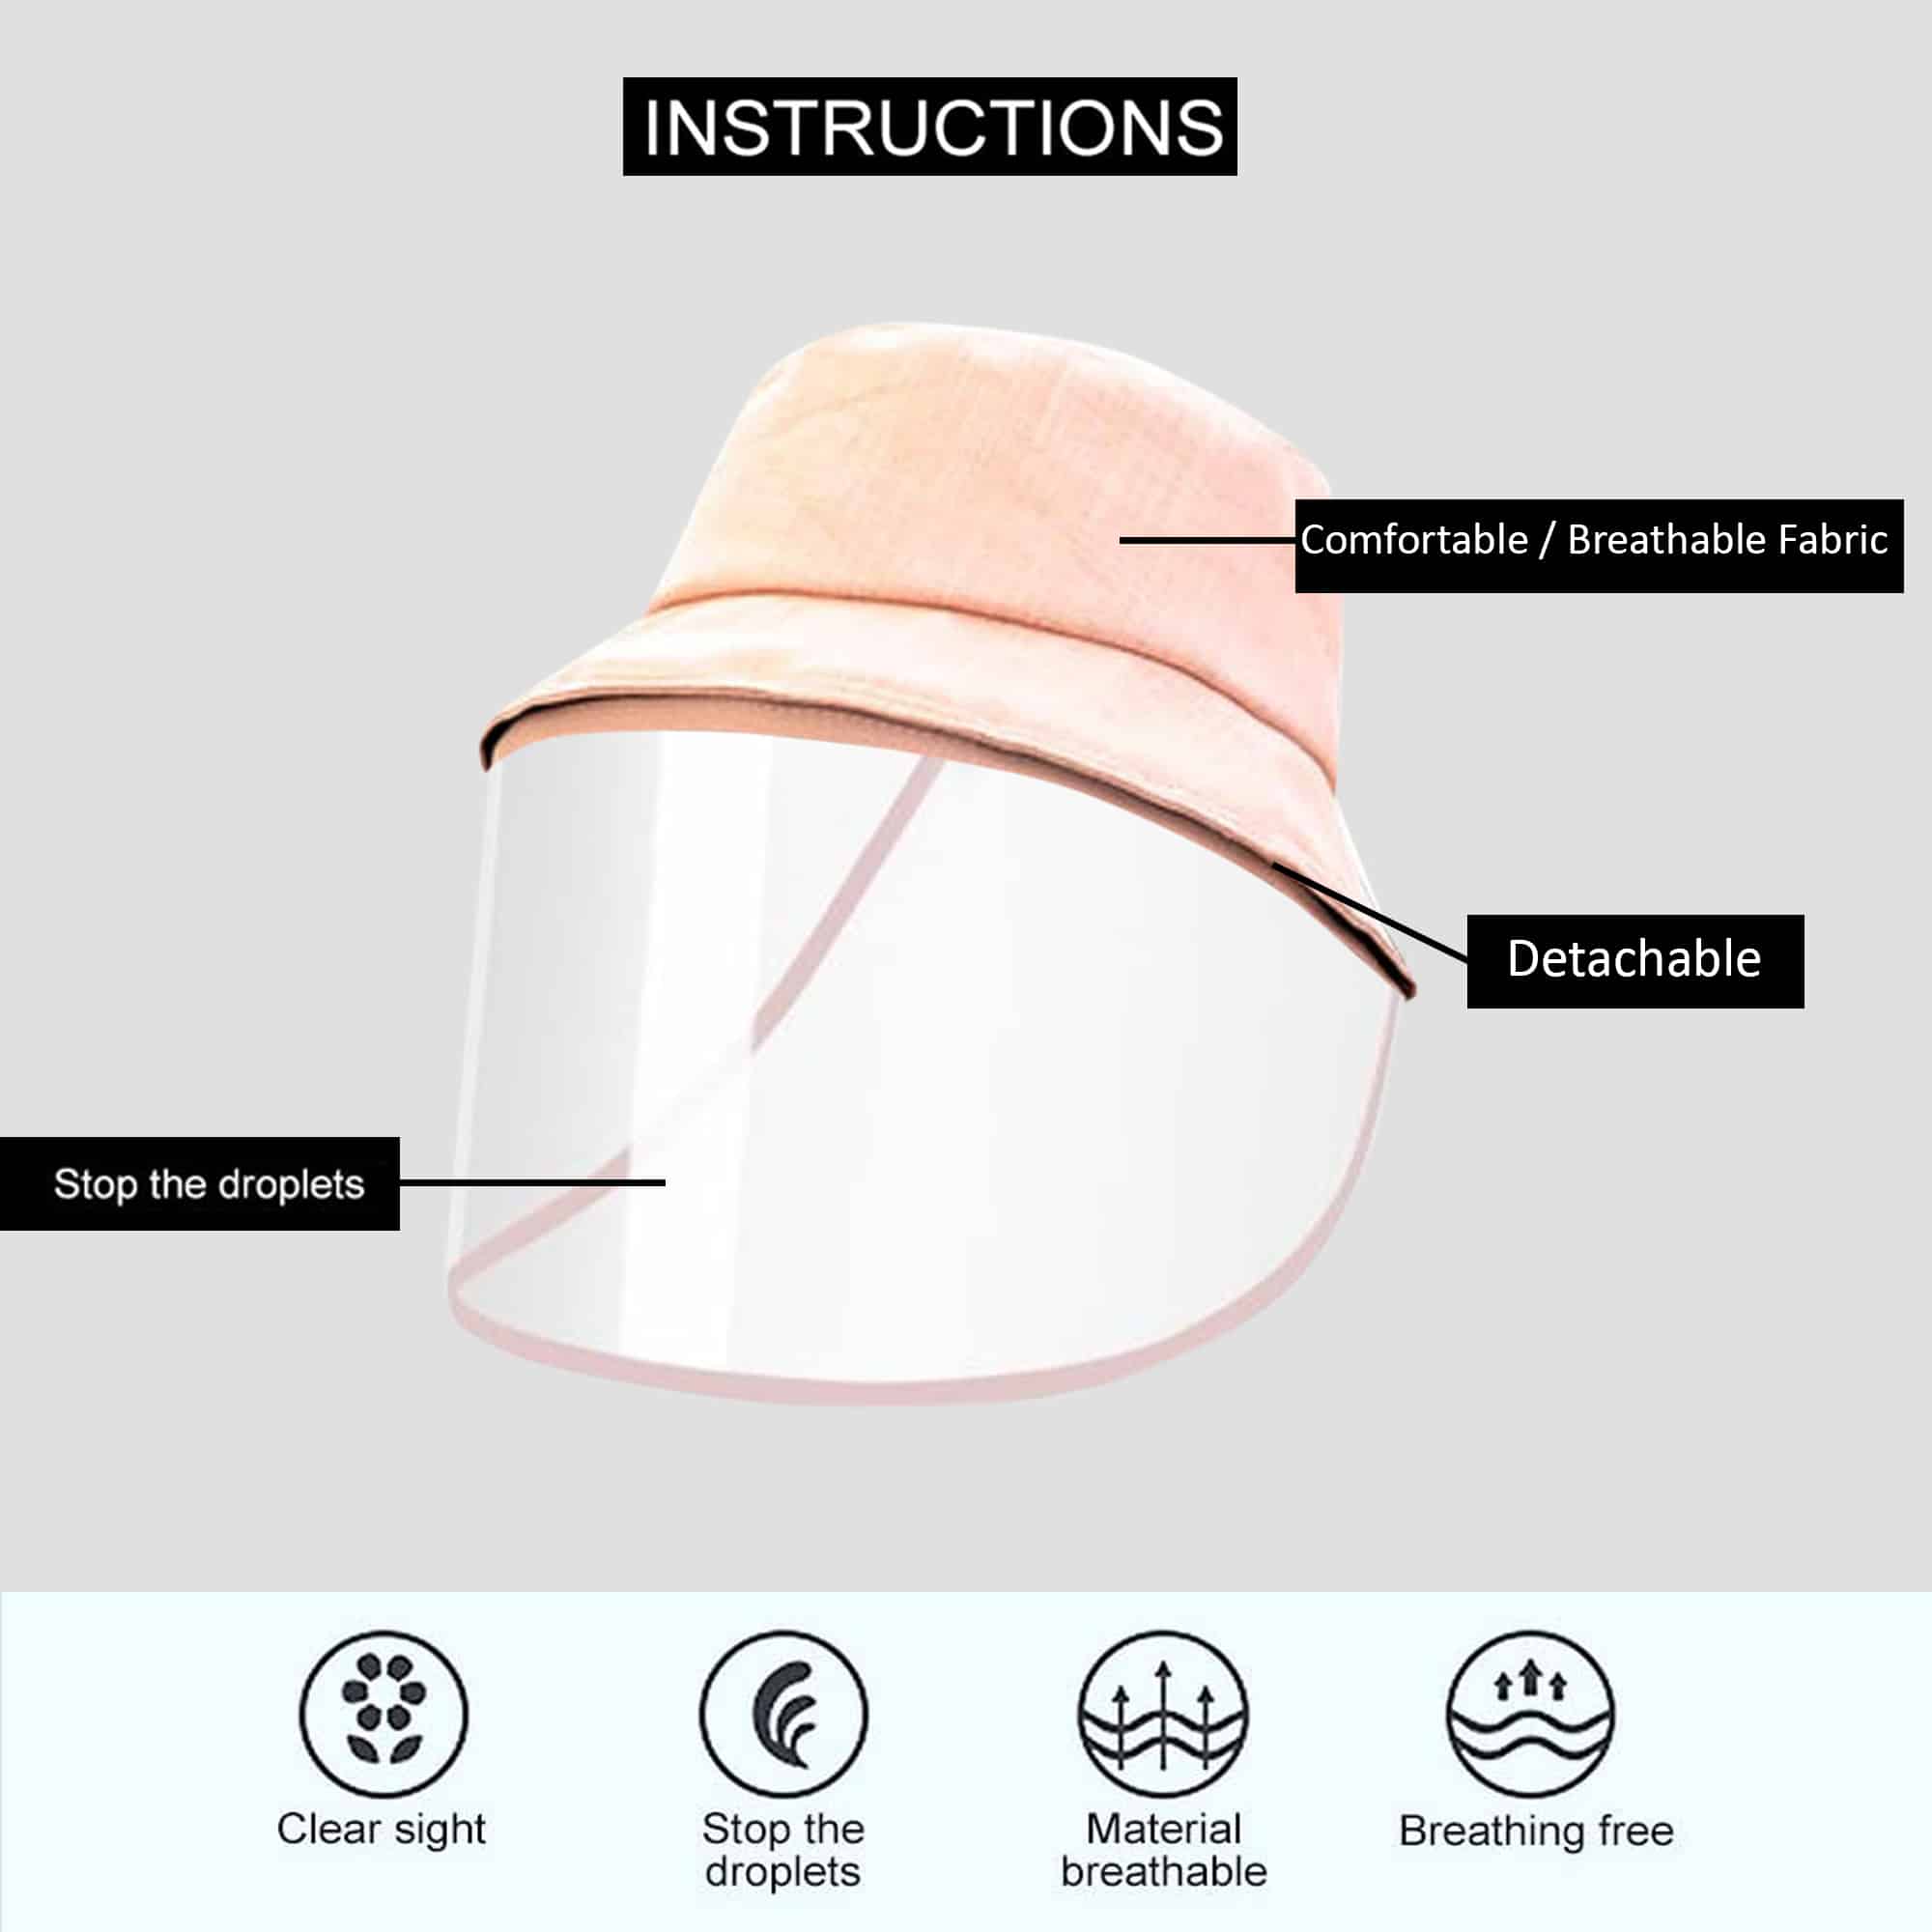 INSTRUCTIONS
Comfortable / Breathable Fabric
Detachable
Stop the droplets
Clear sight
Stop the
droplets
Material
breathable
Breathing free